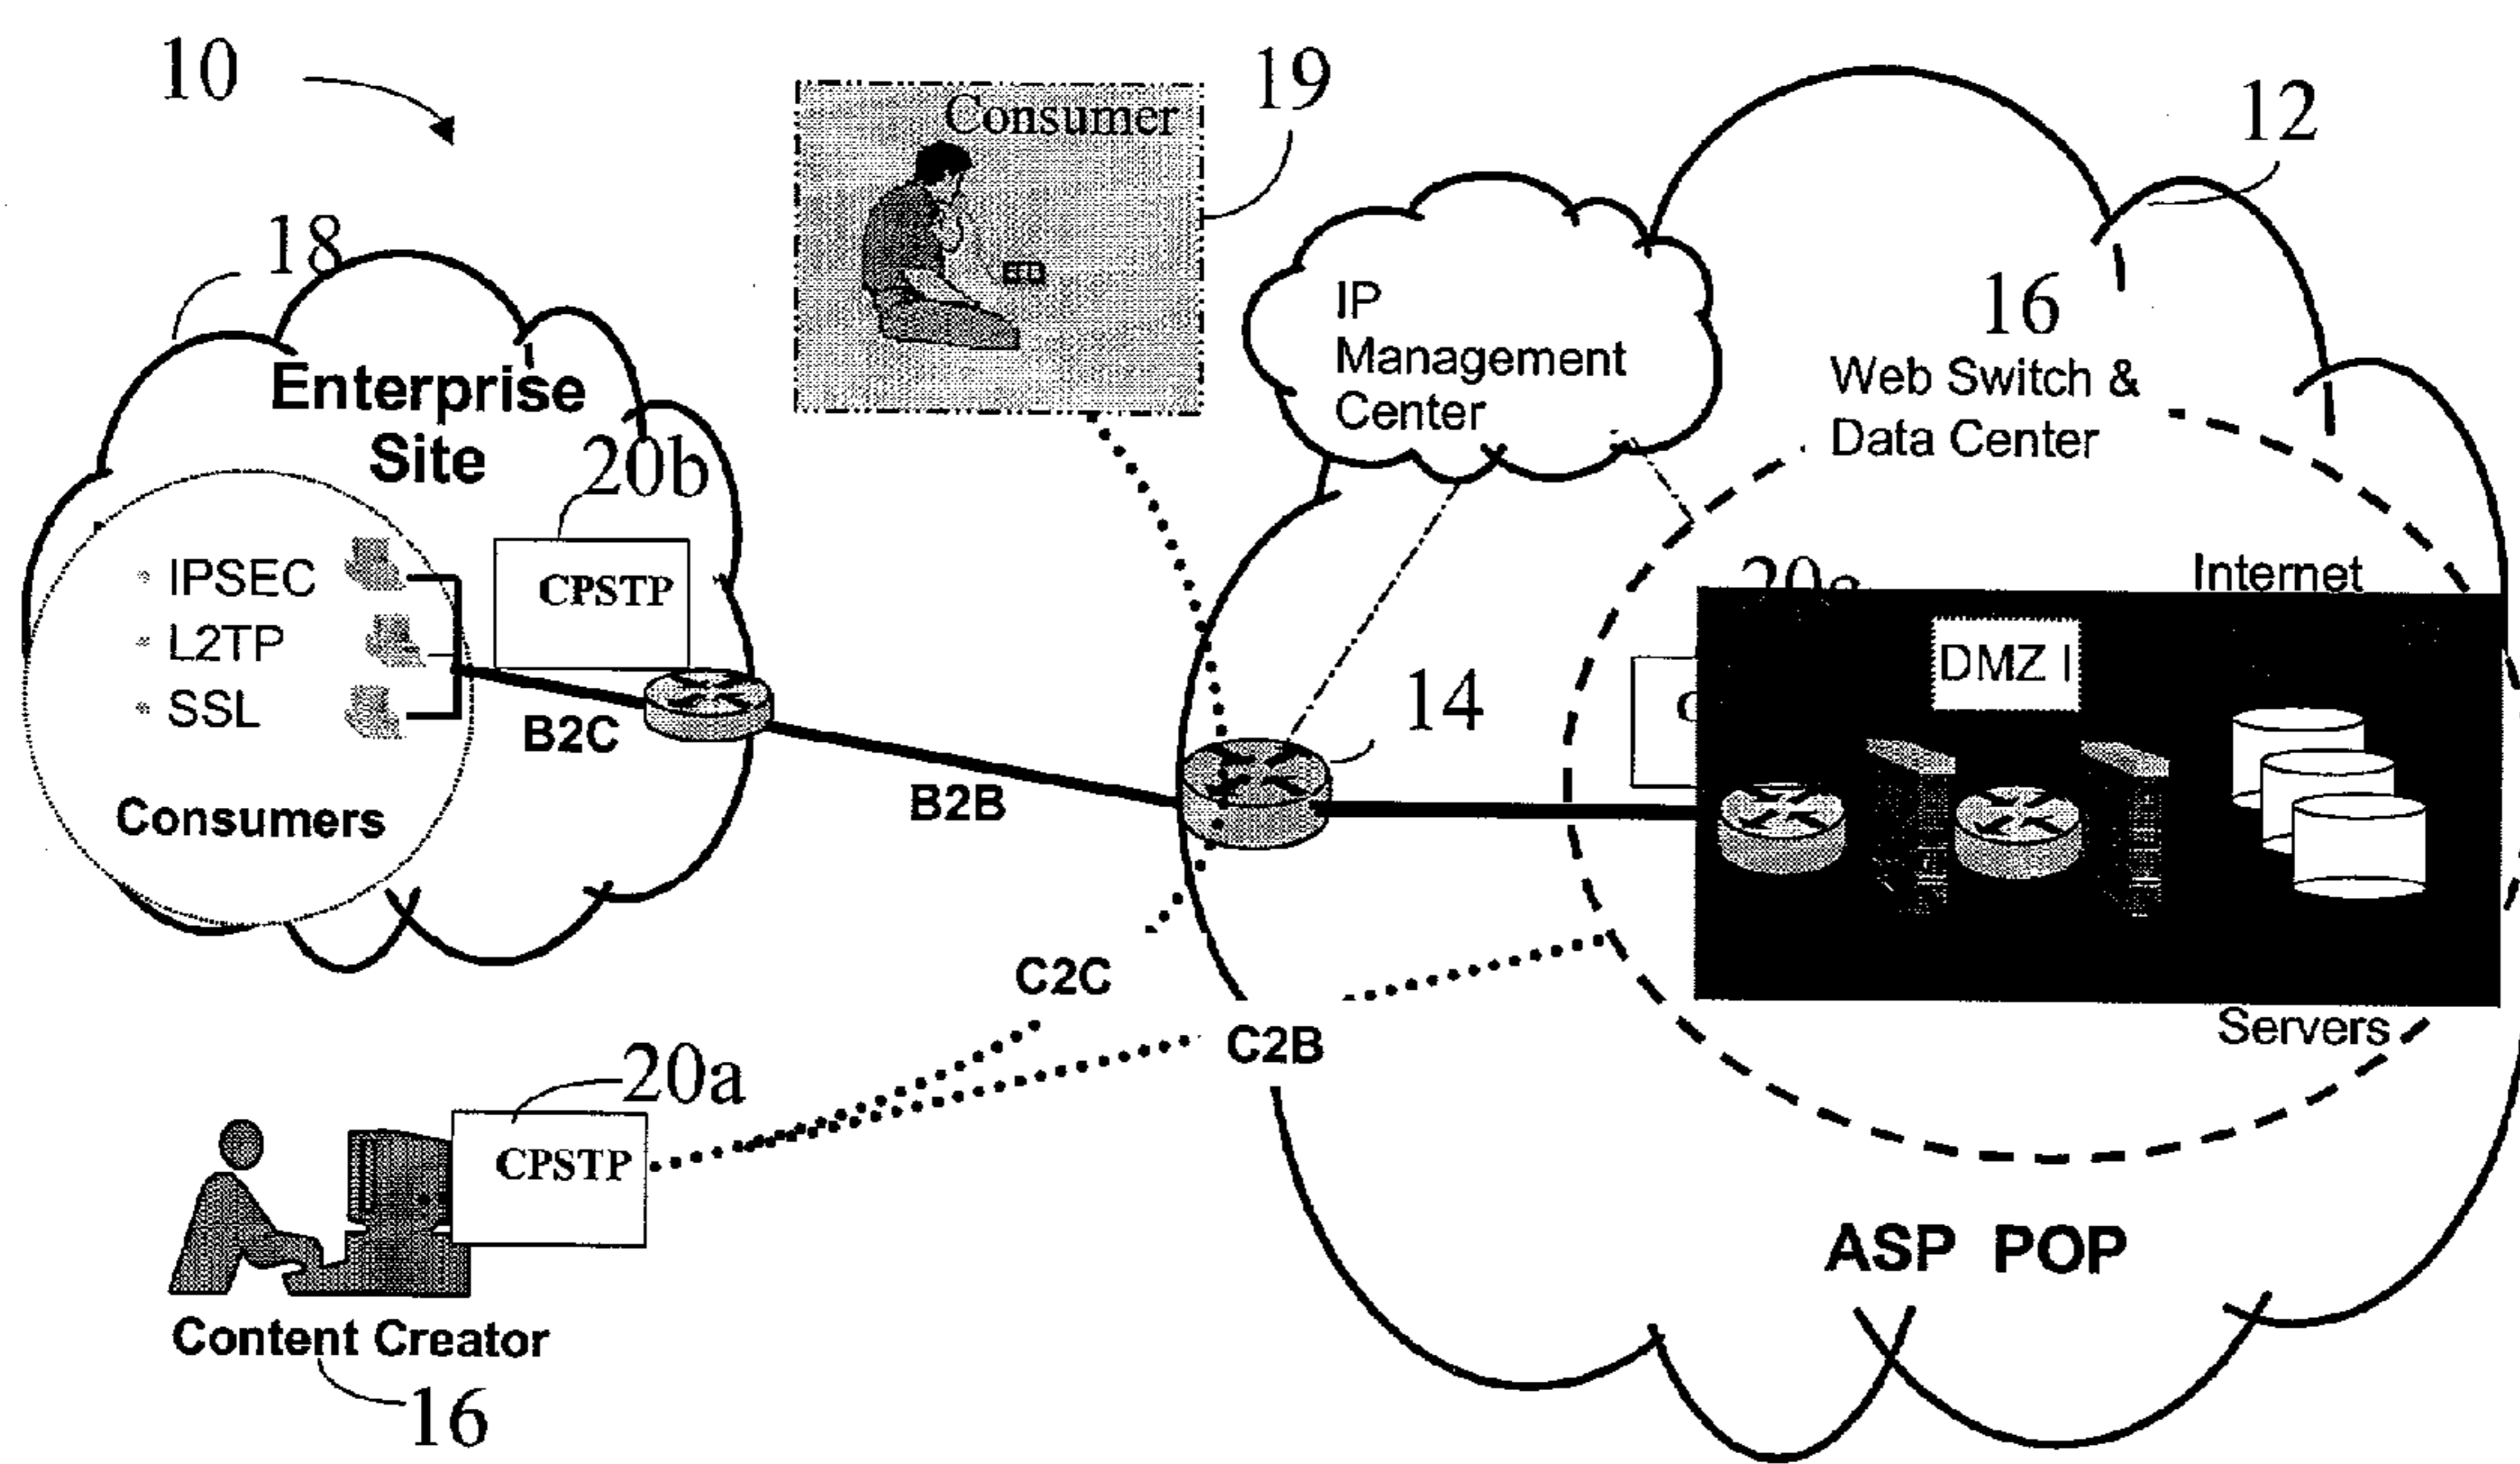 10
19
12
Consumer
18
IP
Management
Center
16
Web Switch &
Data Center
Enterprise
Site
20b
IPSEC
L2TP
SSL
CPSTP
Internet
DMZ I
14
B2C
B2B
Consumers
C2C
C2B
Servers
20a
CPSTP
ASP POP
Content Creator
16